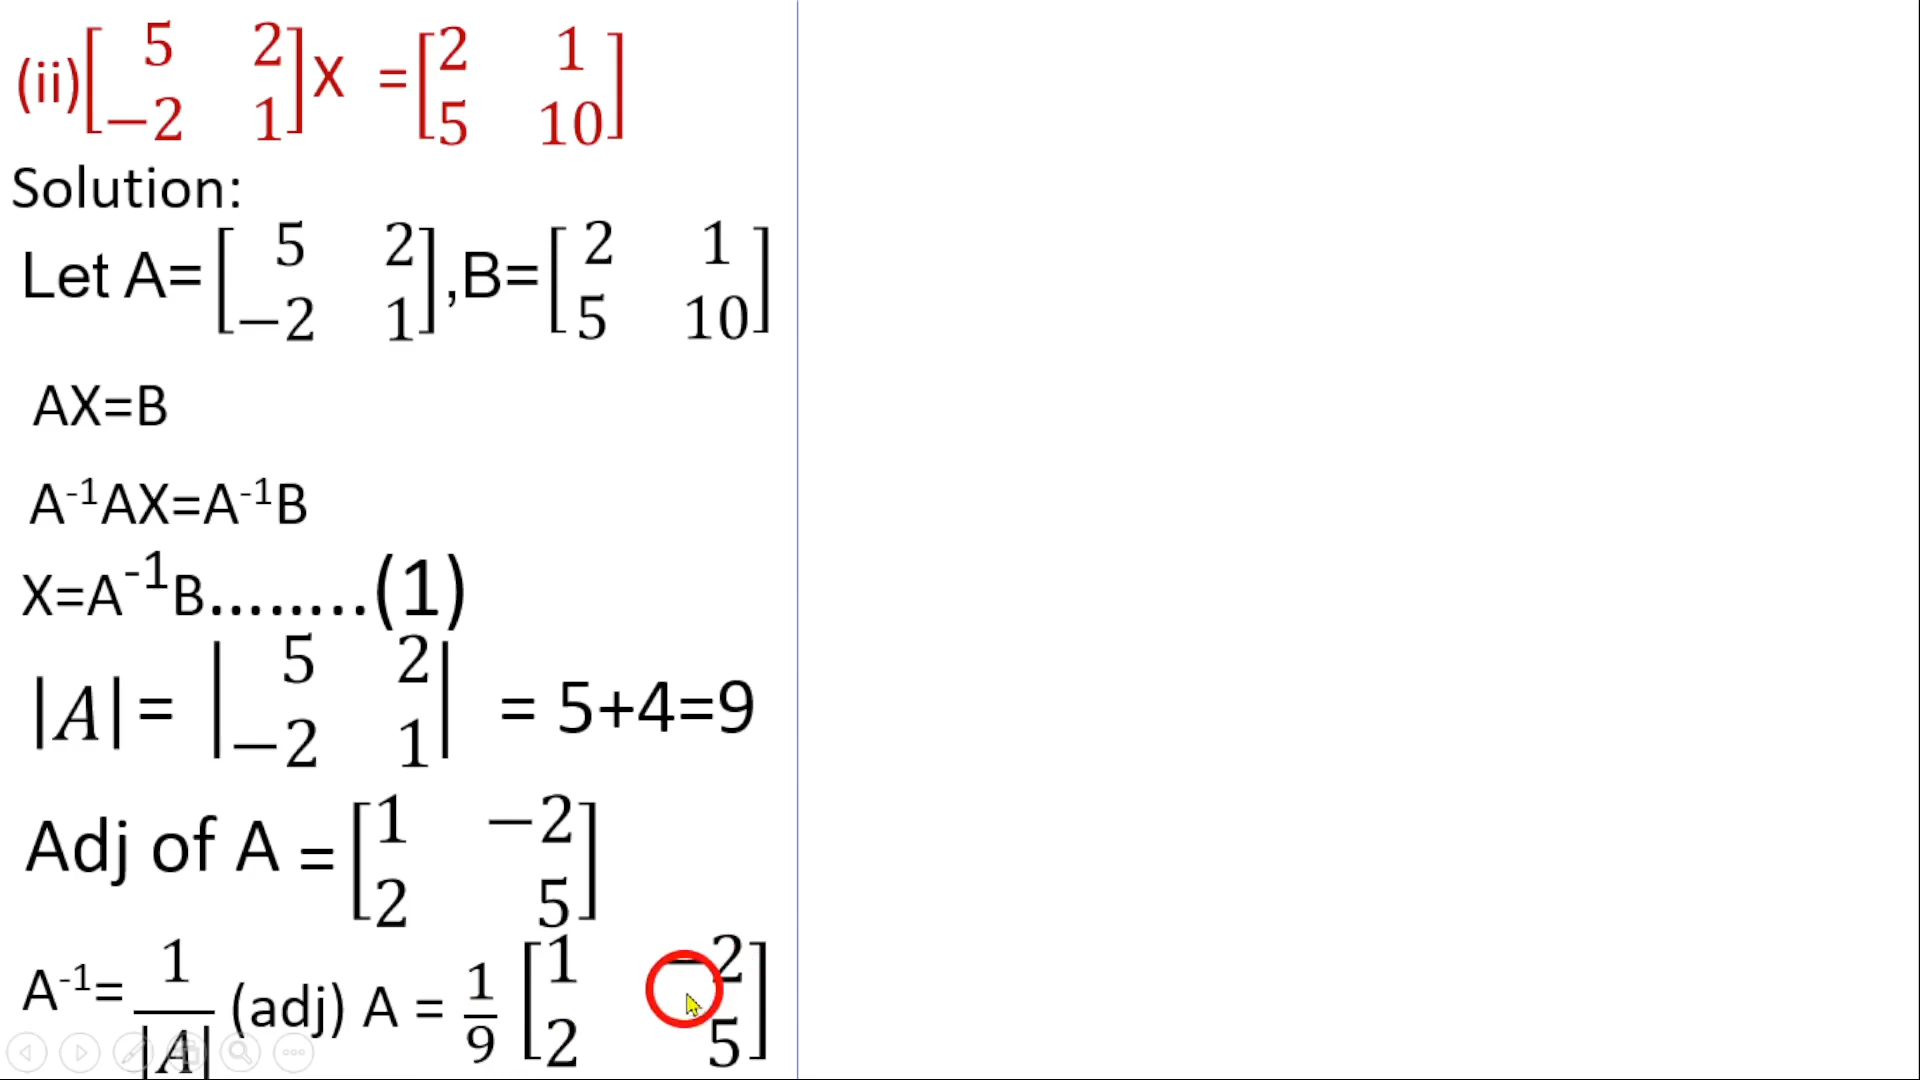 (ii)[5 2 −2 1]X =[2 1 5 10]
Solution:
Let A=[5 2 −2 1],B=[2 1 5 10]
AX=B
A⁻¹AX=A⁻¹B
X=A⁻¹B........(1)
|A|= |5 2 −2 1| = 5+4=9
Adj of A =[1 −2 2 5]
A⁻¹=1/|A| (adj) A = 1/9 [1 −2 2 5]